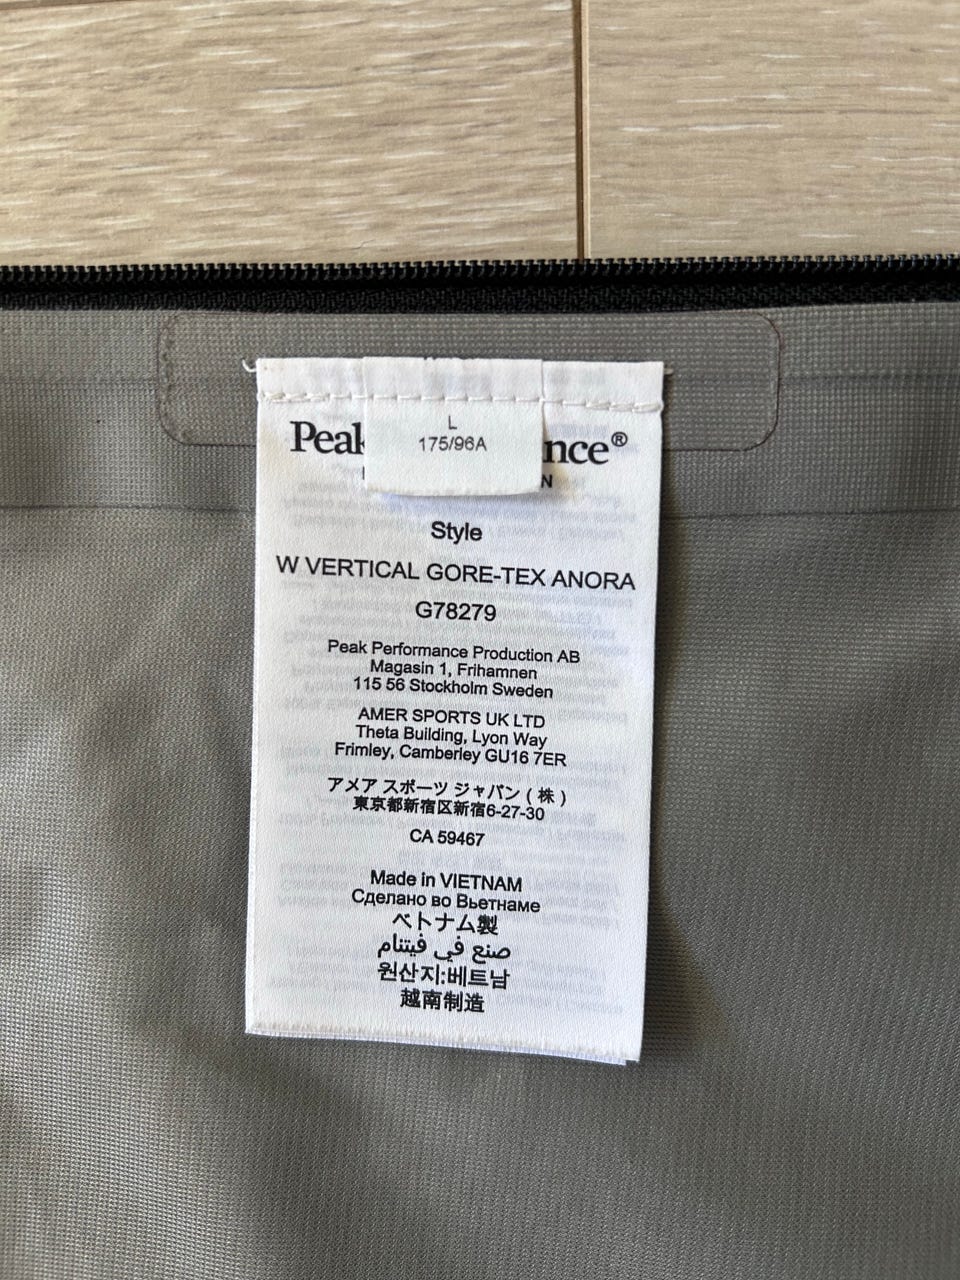 L
175/96A
Peak nce®
N
Style
W VERTICAL GORE-TEX ANORA
G78279
Peak Performance Production AB
Magasin 1, Frihamnen
115 56 Stockholm Sweden
AMER SPORTS UK LTD
Theta Building, Lyon Way
Frimley, Camberley GU16 7ER
アメア スポーツ ジャパン ( 株 )
東京都新宿区新宿6-27-30
CA 59467
Made in VIETNAM
Сделано во Вьетнаме
ベトナム製
صنع في فيتنام
원산지:베트남
越南制造